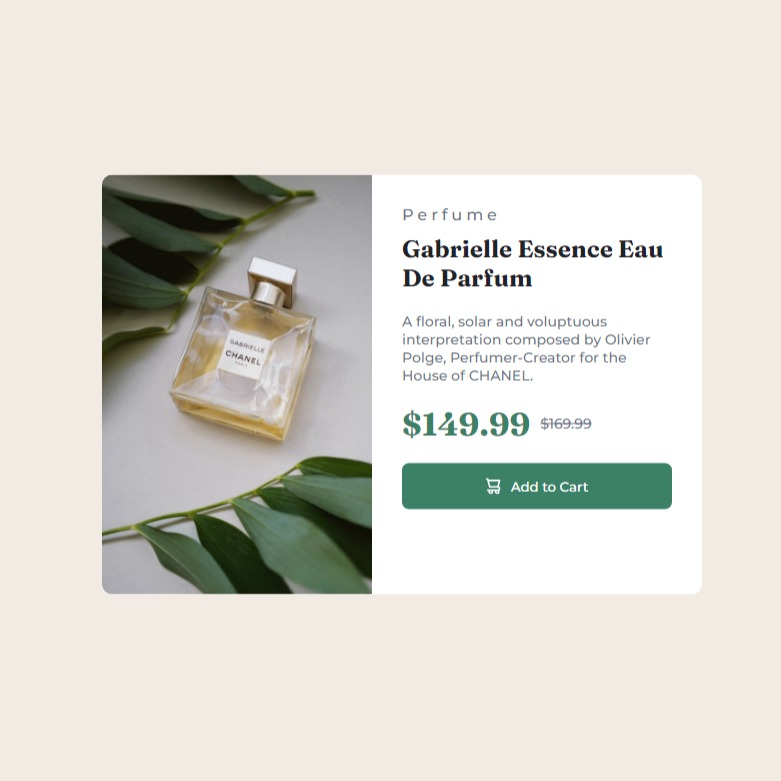 GABRIELLE
CHANEL
PARIS
Perfume
Gabrielle Essence Eau
De Parfum
A floral, solar and voluptuous
interpretation composed by Olivier
Polge, Perfumer-Creator for the
House of CHANEL.
$149.99 $169.99
Add to Cart